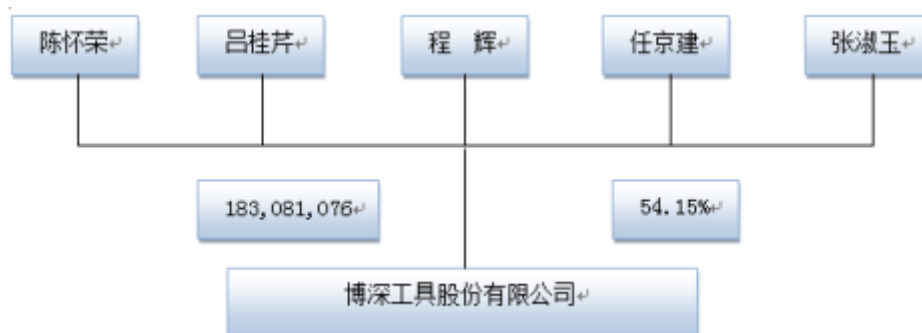 陈怀荣 吕桂芹 程 辉 任京建 张淑玉
183,081,076 54.15%
博深工具股份有限公司